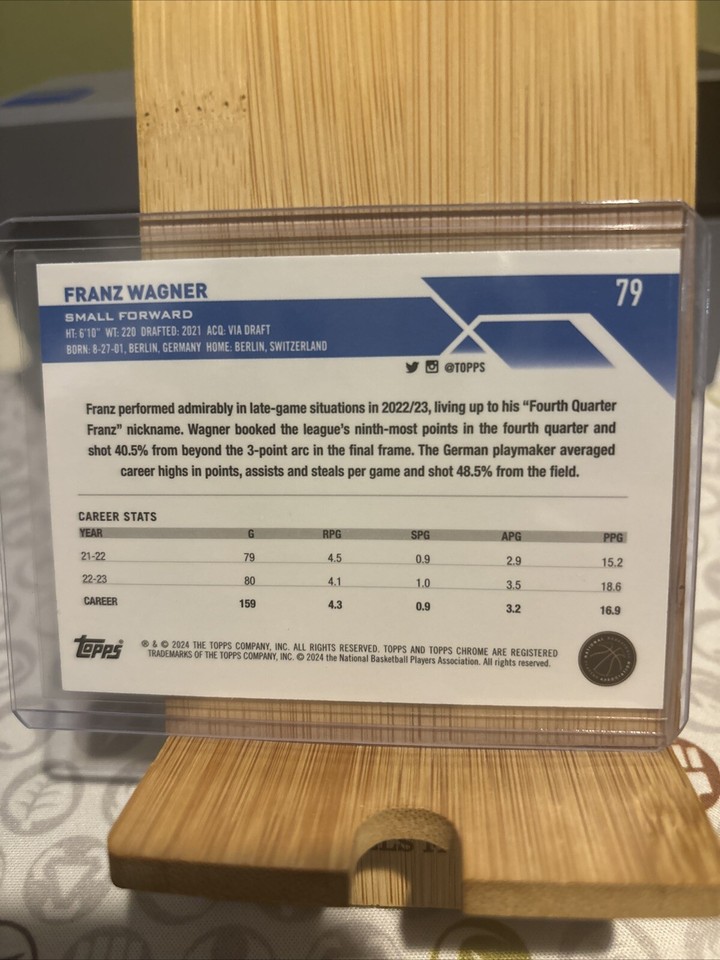 FRANZ WAGNER
79
SMALL FORWARD
HT: 6'10" WT: 220 DRAFTED: 2021 ACQ: VIA DRAFT
BORN: 8-27-01, BERLIN, GERMANY HOME: BERLIN, SWITZERLAND
@TOPPS
Franz performed admirably in late-game situations in 2022/23, living up to his “Fourth Quarter
Franz” nickname. Wagner booked the league's ninth-most points in the fourth quarter and
shot 40.5% from beyond the 3-point arc in the final frame. The German playmaker averaged
career highs in points, assists and steals per game and shot 48.5% from the field.
CAREER STATS
YEAR G RPG SPG APG PPG
21-22 79 4.5 0.9 2.9 15.2
22-23 80 4.1 1.0 3.5 18.6
CAREER 159 4.3 0.9 3.2 16.9
Topps®
® & © 2024 THE TOPPS COMPANY, INC. ALL RIGHTS RESERVED. TOPPS AND TOPPS CHROME ARE REGISTERED
TRADEMARKS OF THE TOPPS COMPANY, INC. © 2024 the National Basketball Players Association. All rights reserved.